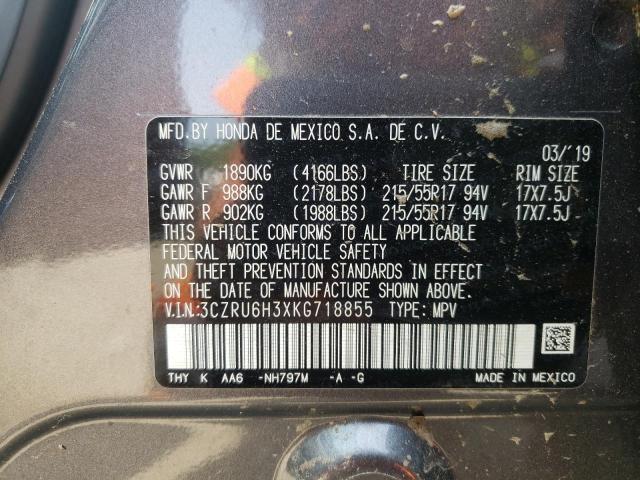 MFD.BY HONDA DE MEXICO S.A. DE C.V.
03/'19
GVWR 1890KG (4166LBS) TIRE SIZE RIM SIZE
GAWR F 988KG (2178LBS) 215/55R17 94V 17X7.5J
GAWR R 902KG (1988LBS) 215/55R17 94V 17X7.5J
THIS VEHICLE CONFORMS TO ALL APPLICABLE
FEDERAL MOTOR VEHICLE SAFETY
AND THEFT PREVENTION STANDARDS IN EFFECT
ON THE DATE OF MANUFACTURE SHOWN ABOVE.
V.I.N.:3CZRU6H3XKG718855 TYPE: MPV
THY K AA6 -NH797M -A -G MADE IN MEXICO